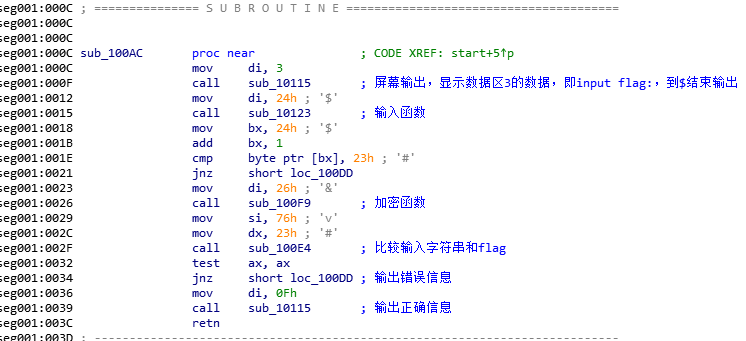 seg001:000C ; =============== S U B R O U T I N E =======================================
seg001:000C
seg001:000C
seg001:000C sub_100AC proc near ; CODE XREF: start+5↑p
seg001:000C mov di, 3
seg001:000F call sub_10115 ; 屏幕输出，显示数据区3的数据，即input flag:，到$结束输出
seg001:0012 mov di, 24h ; '$'
seg001:0015 call sub_10123 ; 输入函数
seg001:0018 mov bx, 24h ; '$'
seg001:001B add bx, 1
seg001:001E cmp byte ptr [bx], 23h ; '#'
seg001:0021 jnz short loc_100DD
seg001:0023 mov di, 26h ; '&'
seg001:0026 call sub_100F9 ; 加密函数
seg001:0029 mov si, 76h ; 'v'
seg001:002C mov dx, 23h ; '#'
seg001:002F call sub_100E4 ; 比较输入字符串和flag
seg001:0032 test ax, ax
seg001:0034 jnz short loc_100DD ; 输出错误信息
seg001:0036 mov di, 0Fh
seg001:0039 call sub_10115 ; 输出正确信息
seg001:003C retn
seg001:003D ; ---------------------------------------------------------------------------